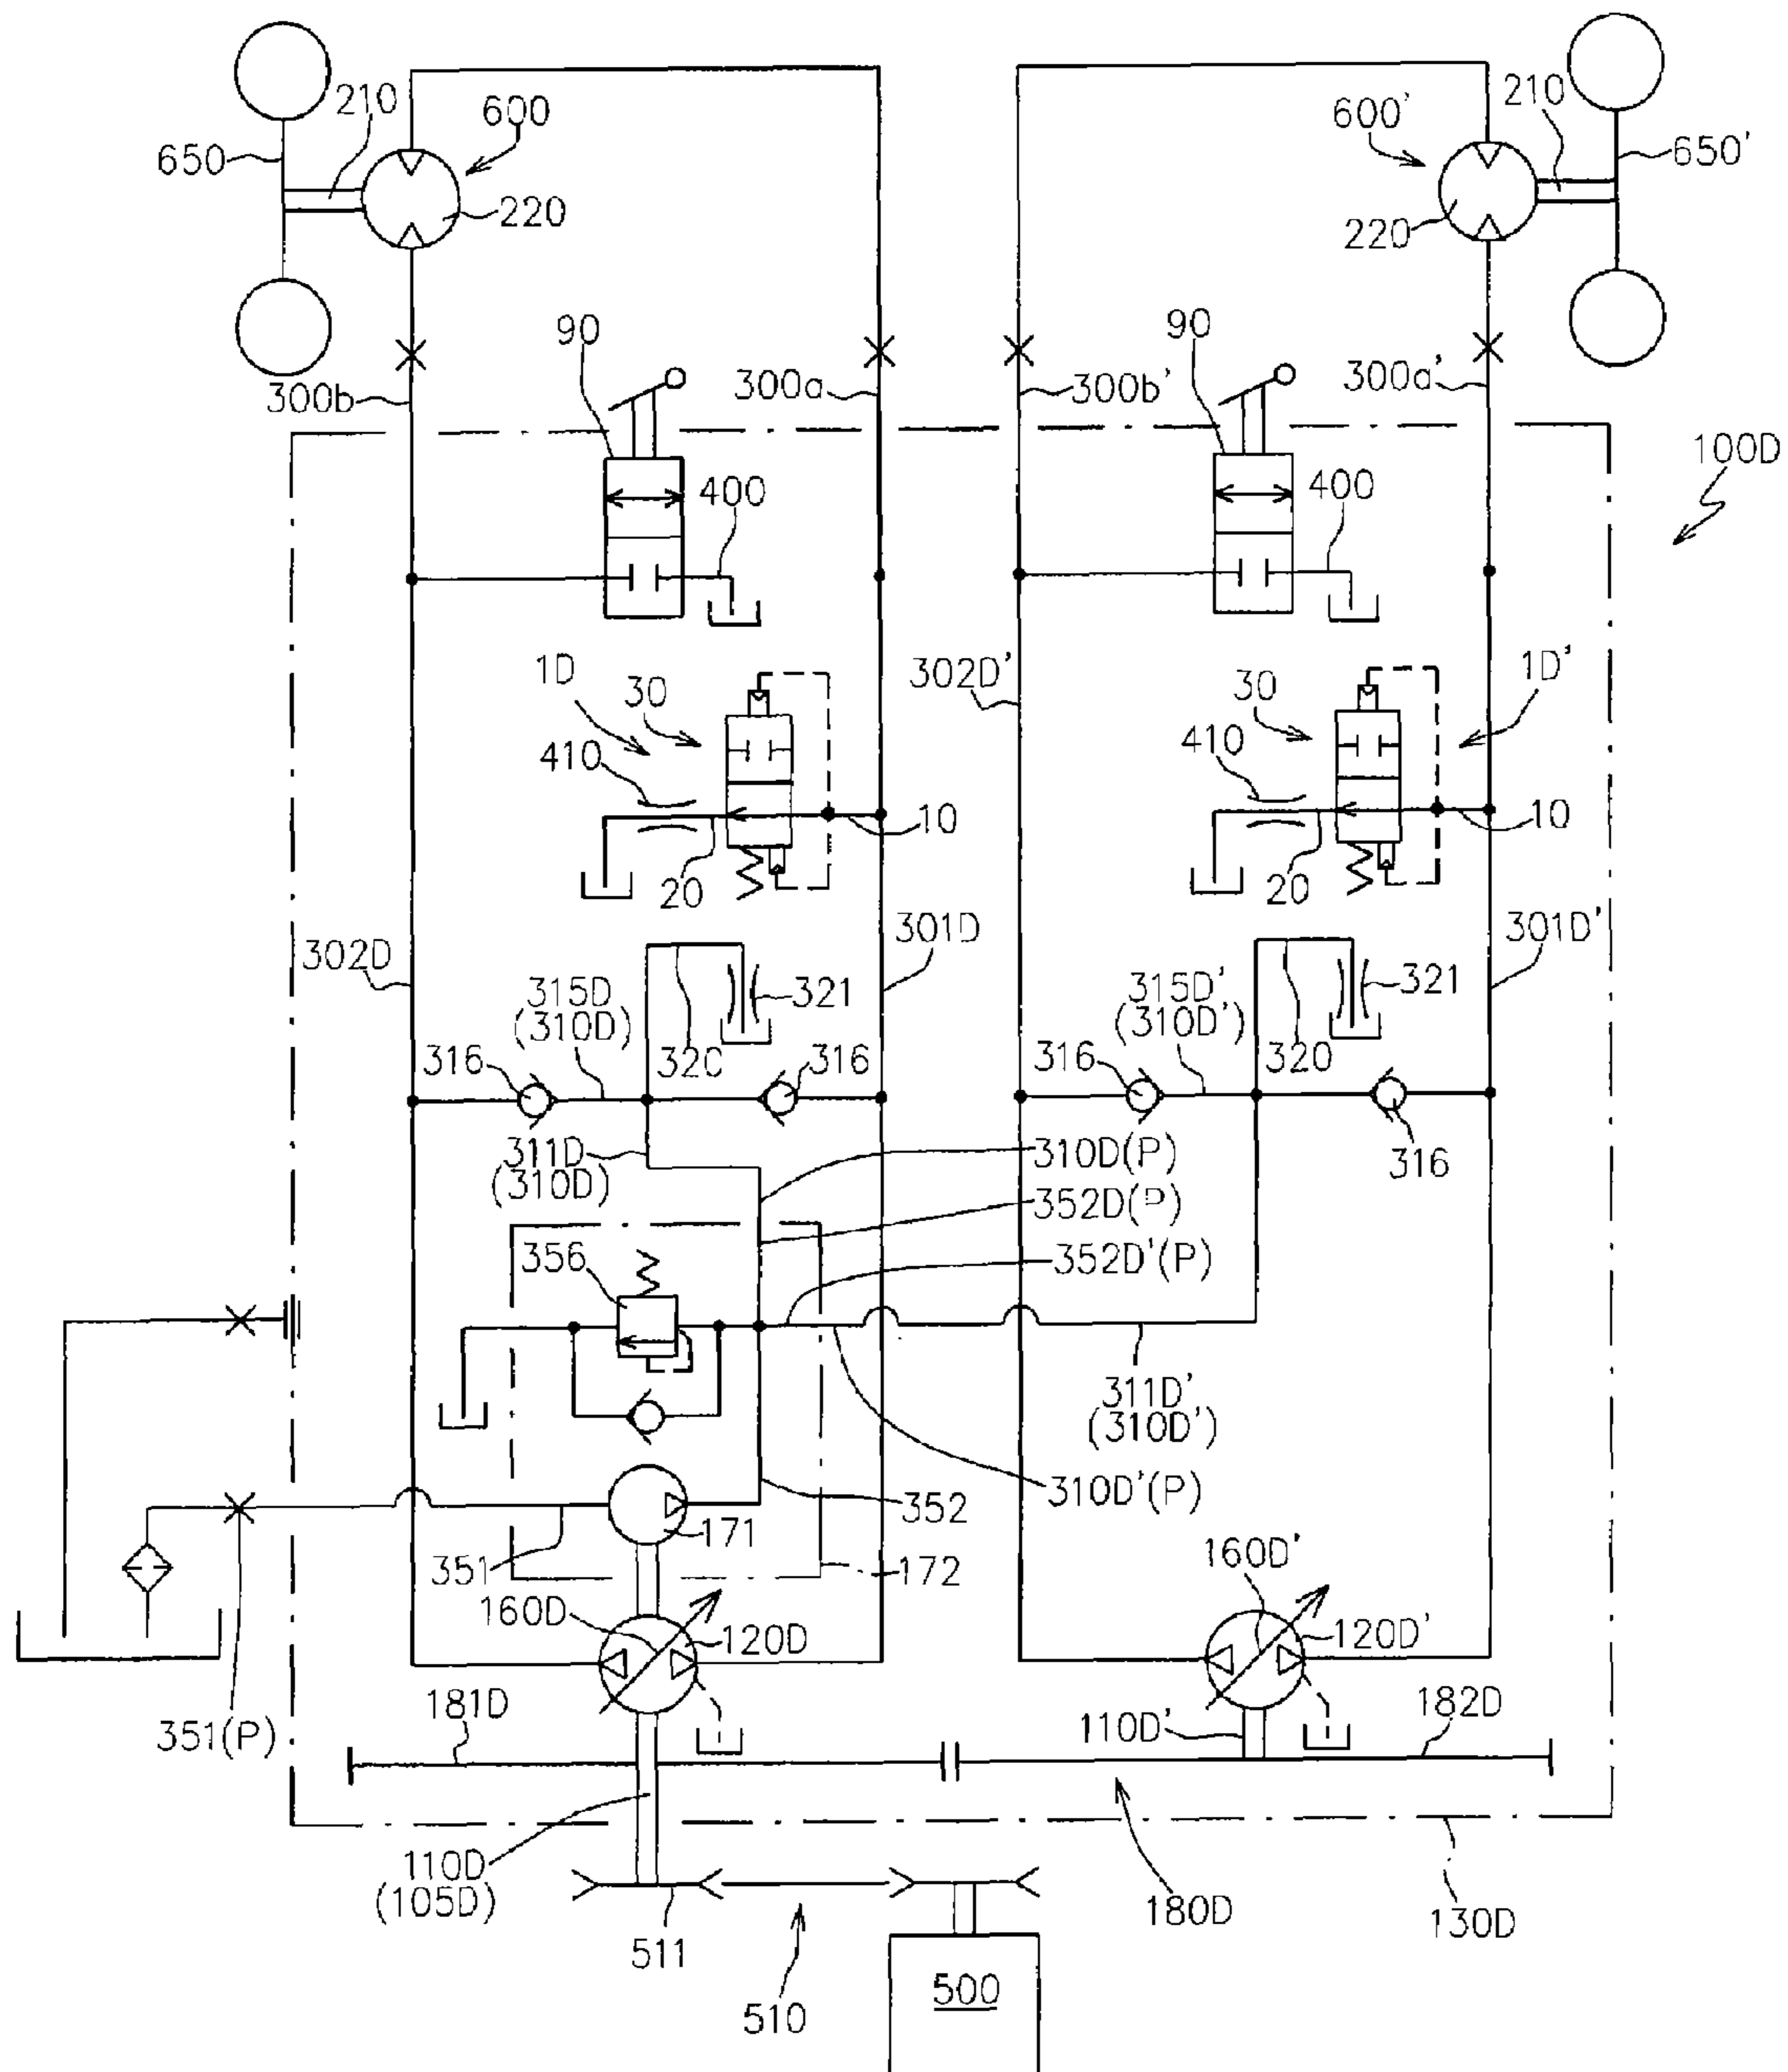 210
600
650
220
600'
210
650'
220
90
300b
300a
90
300b'
300a'
100D
400
400
1D
30
410
10
20
302D'
30
1D'
410
10
20
302D
301D
301D'
315D
(310D)
321
320
316
316
315D'
(310D')
321
320
316
316
311D
(310D)
310D(P)
352D(P)
352D'(P)
356
311D'
(310D')
310D'(P)
352
171
351
172
160D
120D
160D'
120D'
351(P)
181D
110D'
182D
110D
(105D)
511
510
500
180D
130D